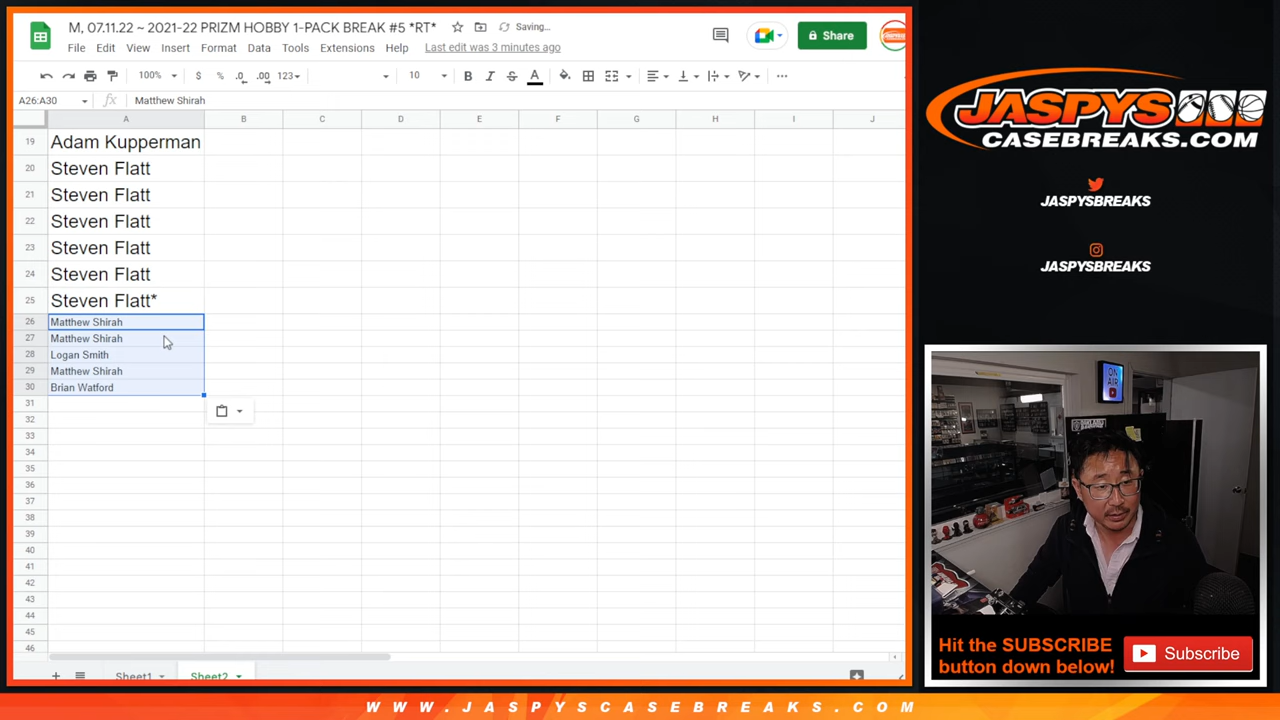 M, 07.11.22 ~ 2021-22 PRIZM HOBBY 1-PACK BREAK #5 *RT*
Saving...
File Edit View Insert Format Data Tools Extensions Help Last edit was 3 minutes ago
Share
100% $ % .0 .00 123 10 B I S A
A26:A30 fx Matthew Shirah
A B C D E F G H I J
19 Adam Kupperman
20 Steven Flatt
21 Steven Flatt
22 Steven Flatt
23 Steven Flatt
24 Steven Flatt
25 Steven Flatt*
26 Matthew Shirah
27 Matthew Shirah
28 Logan Smith
29 Matthew Shirah
30 Brian Watford
31
32
33
34
35
36
37
38
39
40
41
42
43
44
45
46
Sheet1 Sheet2
JASPYS
CASEBREAKS.COM
JASPYSBREAKS
JASPYSBREAKS
ON
AIR
Hit the SUBSCRIBE
button down below!
Subscribe
WWW.JASPYSCASEBREAKS.COM